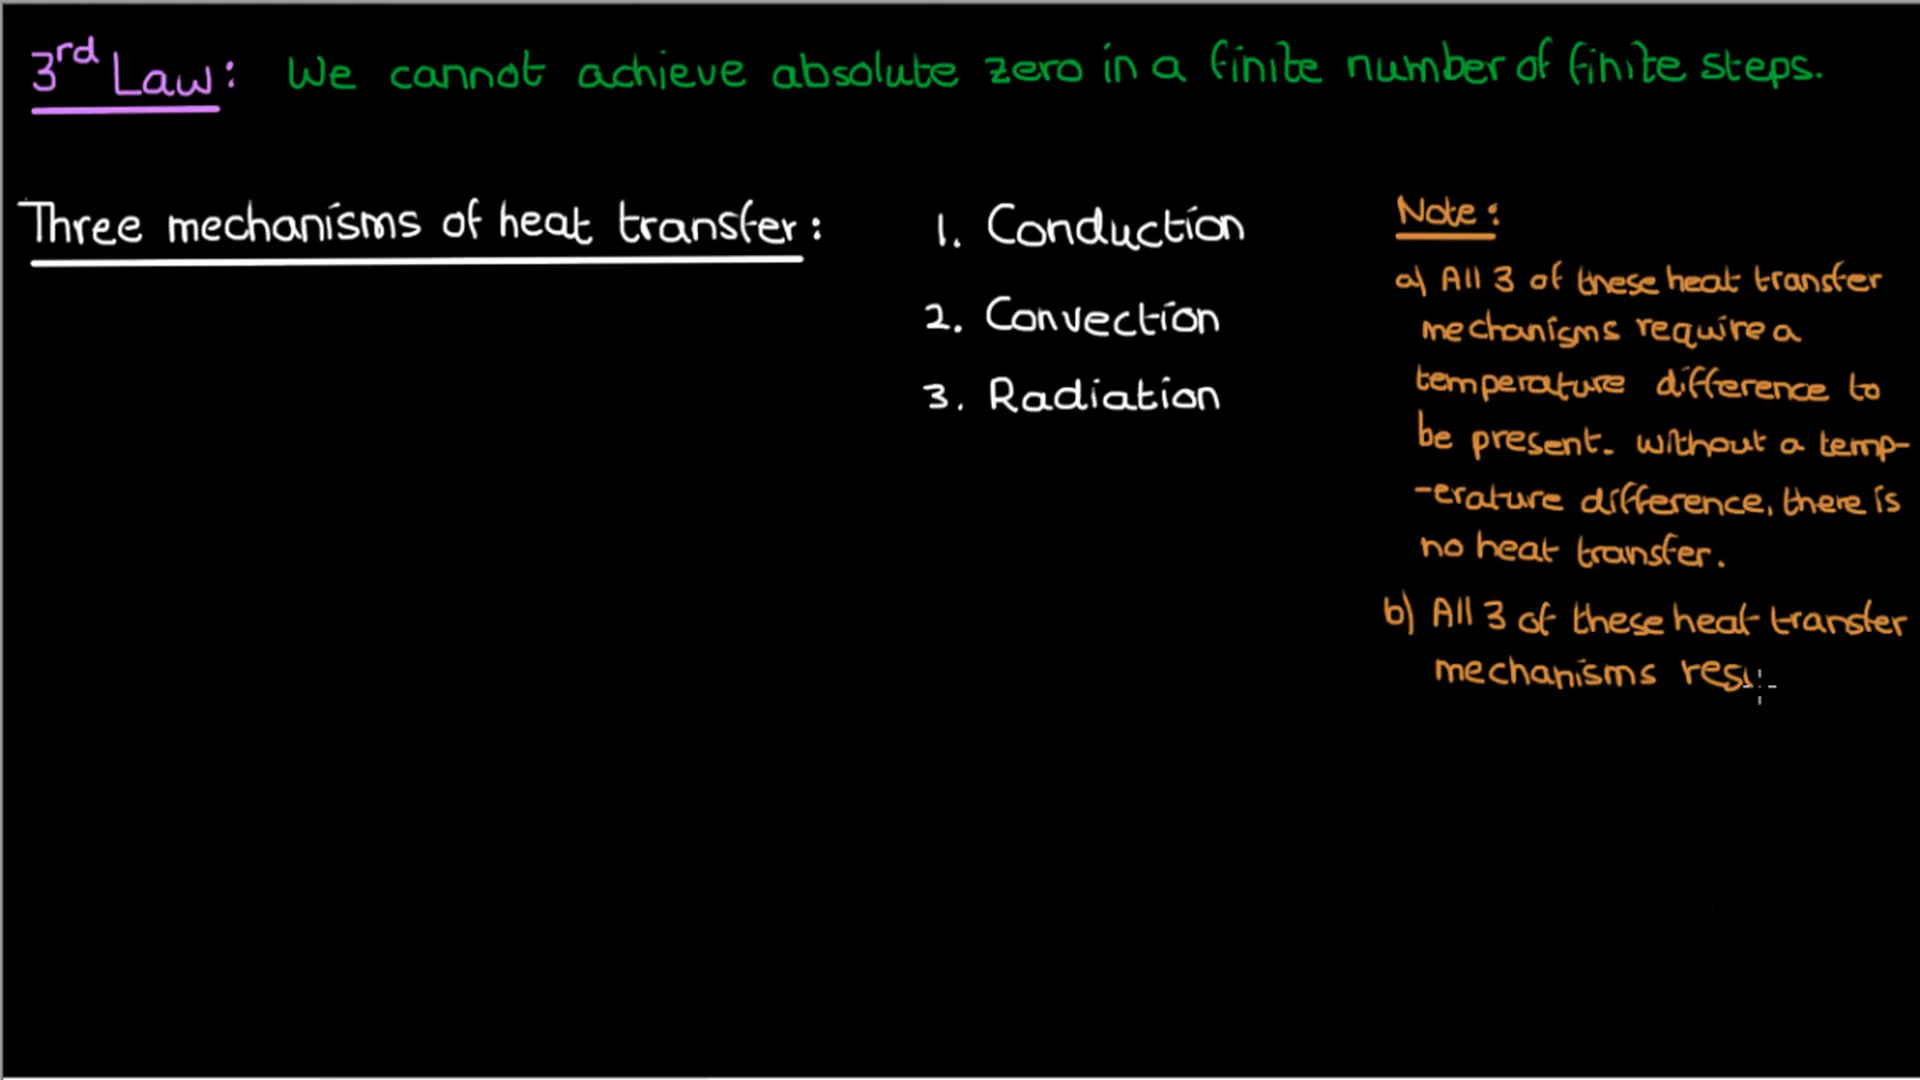 3rd Law: We cannot achieve absolute zero in a finite number of finite steps.
Three mechanisms of heat transfer:
1. Conduction
2. Convection
3. Radiation
Note:
a) All 3 of these heat transfer
mechanisms require a
temperature difference to
be present. without a temp-
-erature difference, there is
no heat transfer.
b) All 3 of these heat transfer
mechanisms resu